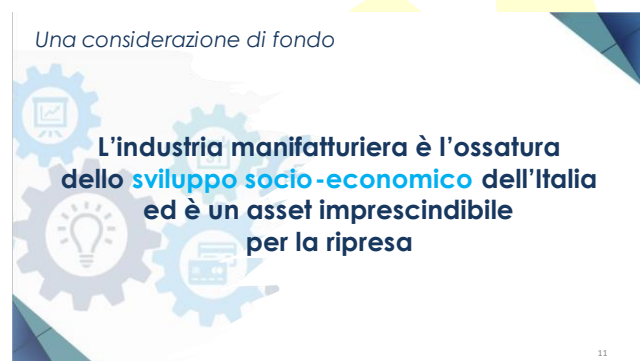 Una considerazione di fondo
L'industria manifatturiera è l'ossatura
dello sviluppo socio-economico dell'Italia
ed è un asset imprescindibile
per la ripresa
11